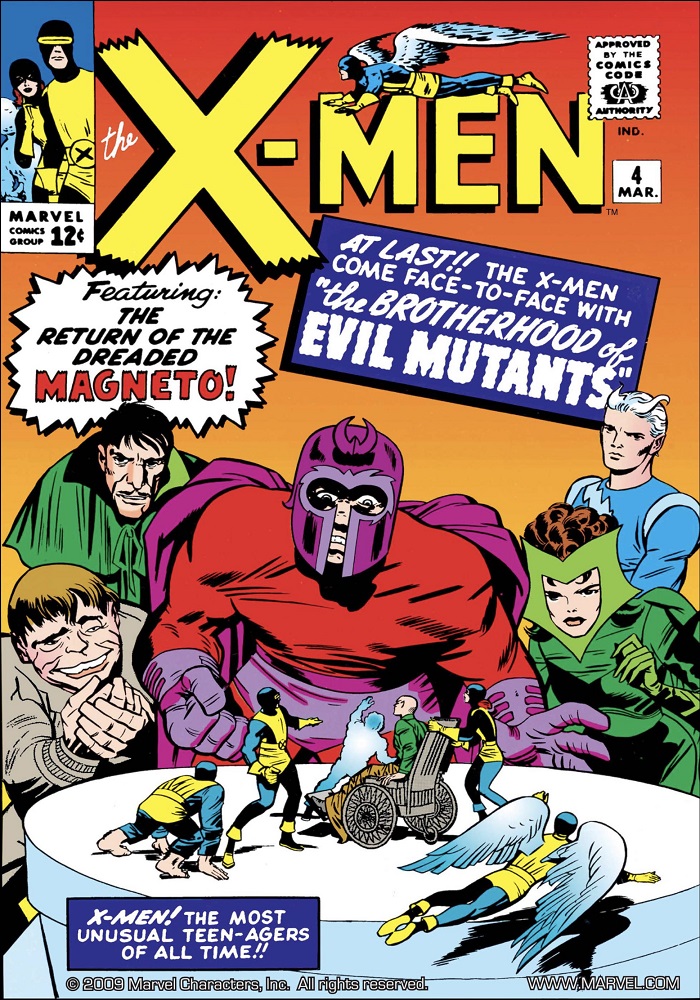 MARVEL
COMICS
GROUP 12¢
the
X-MEN
TM
APPROVED
BY THE
COMICS
CODE
CA
AUTHORITY
IND.
4
MAR.
AT LAST!! THE X-MEN
COME FACE-TO-FACE WITH
"the BROTHERHOOD of
EVIL MUTANTS"
Featuring:
THE
RETURN OF THE
DREADED
MAGNETO!
X-MEN! THE MOST
UNUSUAL TEEN-AGERS
OF ALL TIME!!
© 2009 Marvel Characters, Inc. All rights reserved.
WWW.MARVEL.COM